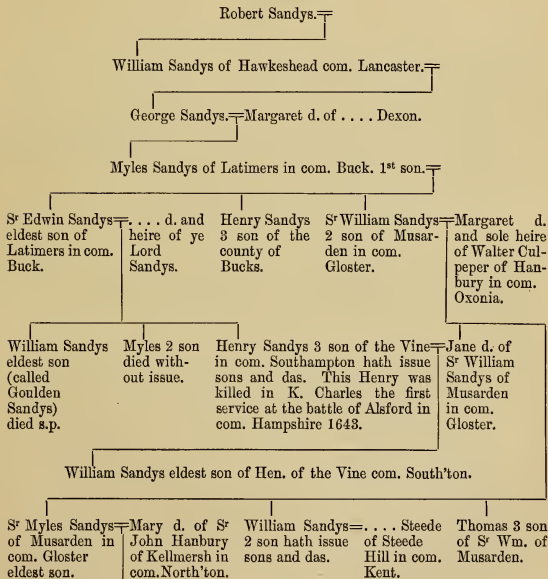 Robert Sandys.
William Sandys of Hawkeshead com. Lancaster.
George Sandys. Margaret d. of . . . . Dexon.
Myles Sandys of Latimers in com. Buck. 1st son.
Sr Edwin Sandys
eldest son of
Latimers in com.
Buck.
. . . . d. and
heire of ye
Lord
Sandys.
Henry Sandys
3 son of the
county of
Bucks.
Sr William Sandys
2 son of Musar-
den in com.
Gloster.
Margaret d.
and sole heire
of Walter Cul-
peper of Han-
bury in com.
Oxonia.
William Sandys
eldest son
(called
Goulden
Sandys)
died s.p.
Myles 2 son
died with-
out issue.
Henry Sandys 3 son of the Vine
in com. Southampton hath issue
sons and das. This Henry was
killed in K. Charles the first
service at the battle of Alsford in
com. Hampshire 1643.
Jane d. of
Sr William
Sandys of
Musarden
in com.
Gloster.
William Sandys eldest son of Hen. of the Vine com. South'ton.
Sr Myles Sandys
of Musarden in
com. Gloster
eldest son.
Mary d. of Sr
John Hanbury
of Kellmersh in
com. North'ton.
William Sandys
2 son hath issue
sons and das.
. . . . Steede
of Steede
Hill in com.
Kent.
Thomas 3 son
of Sr Wm. of
Musarden.